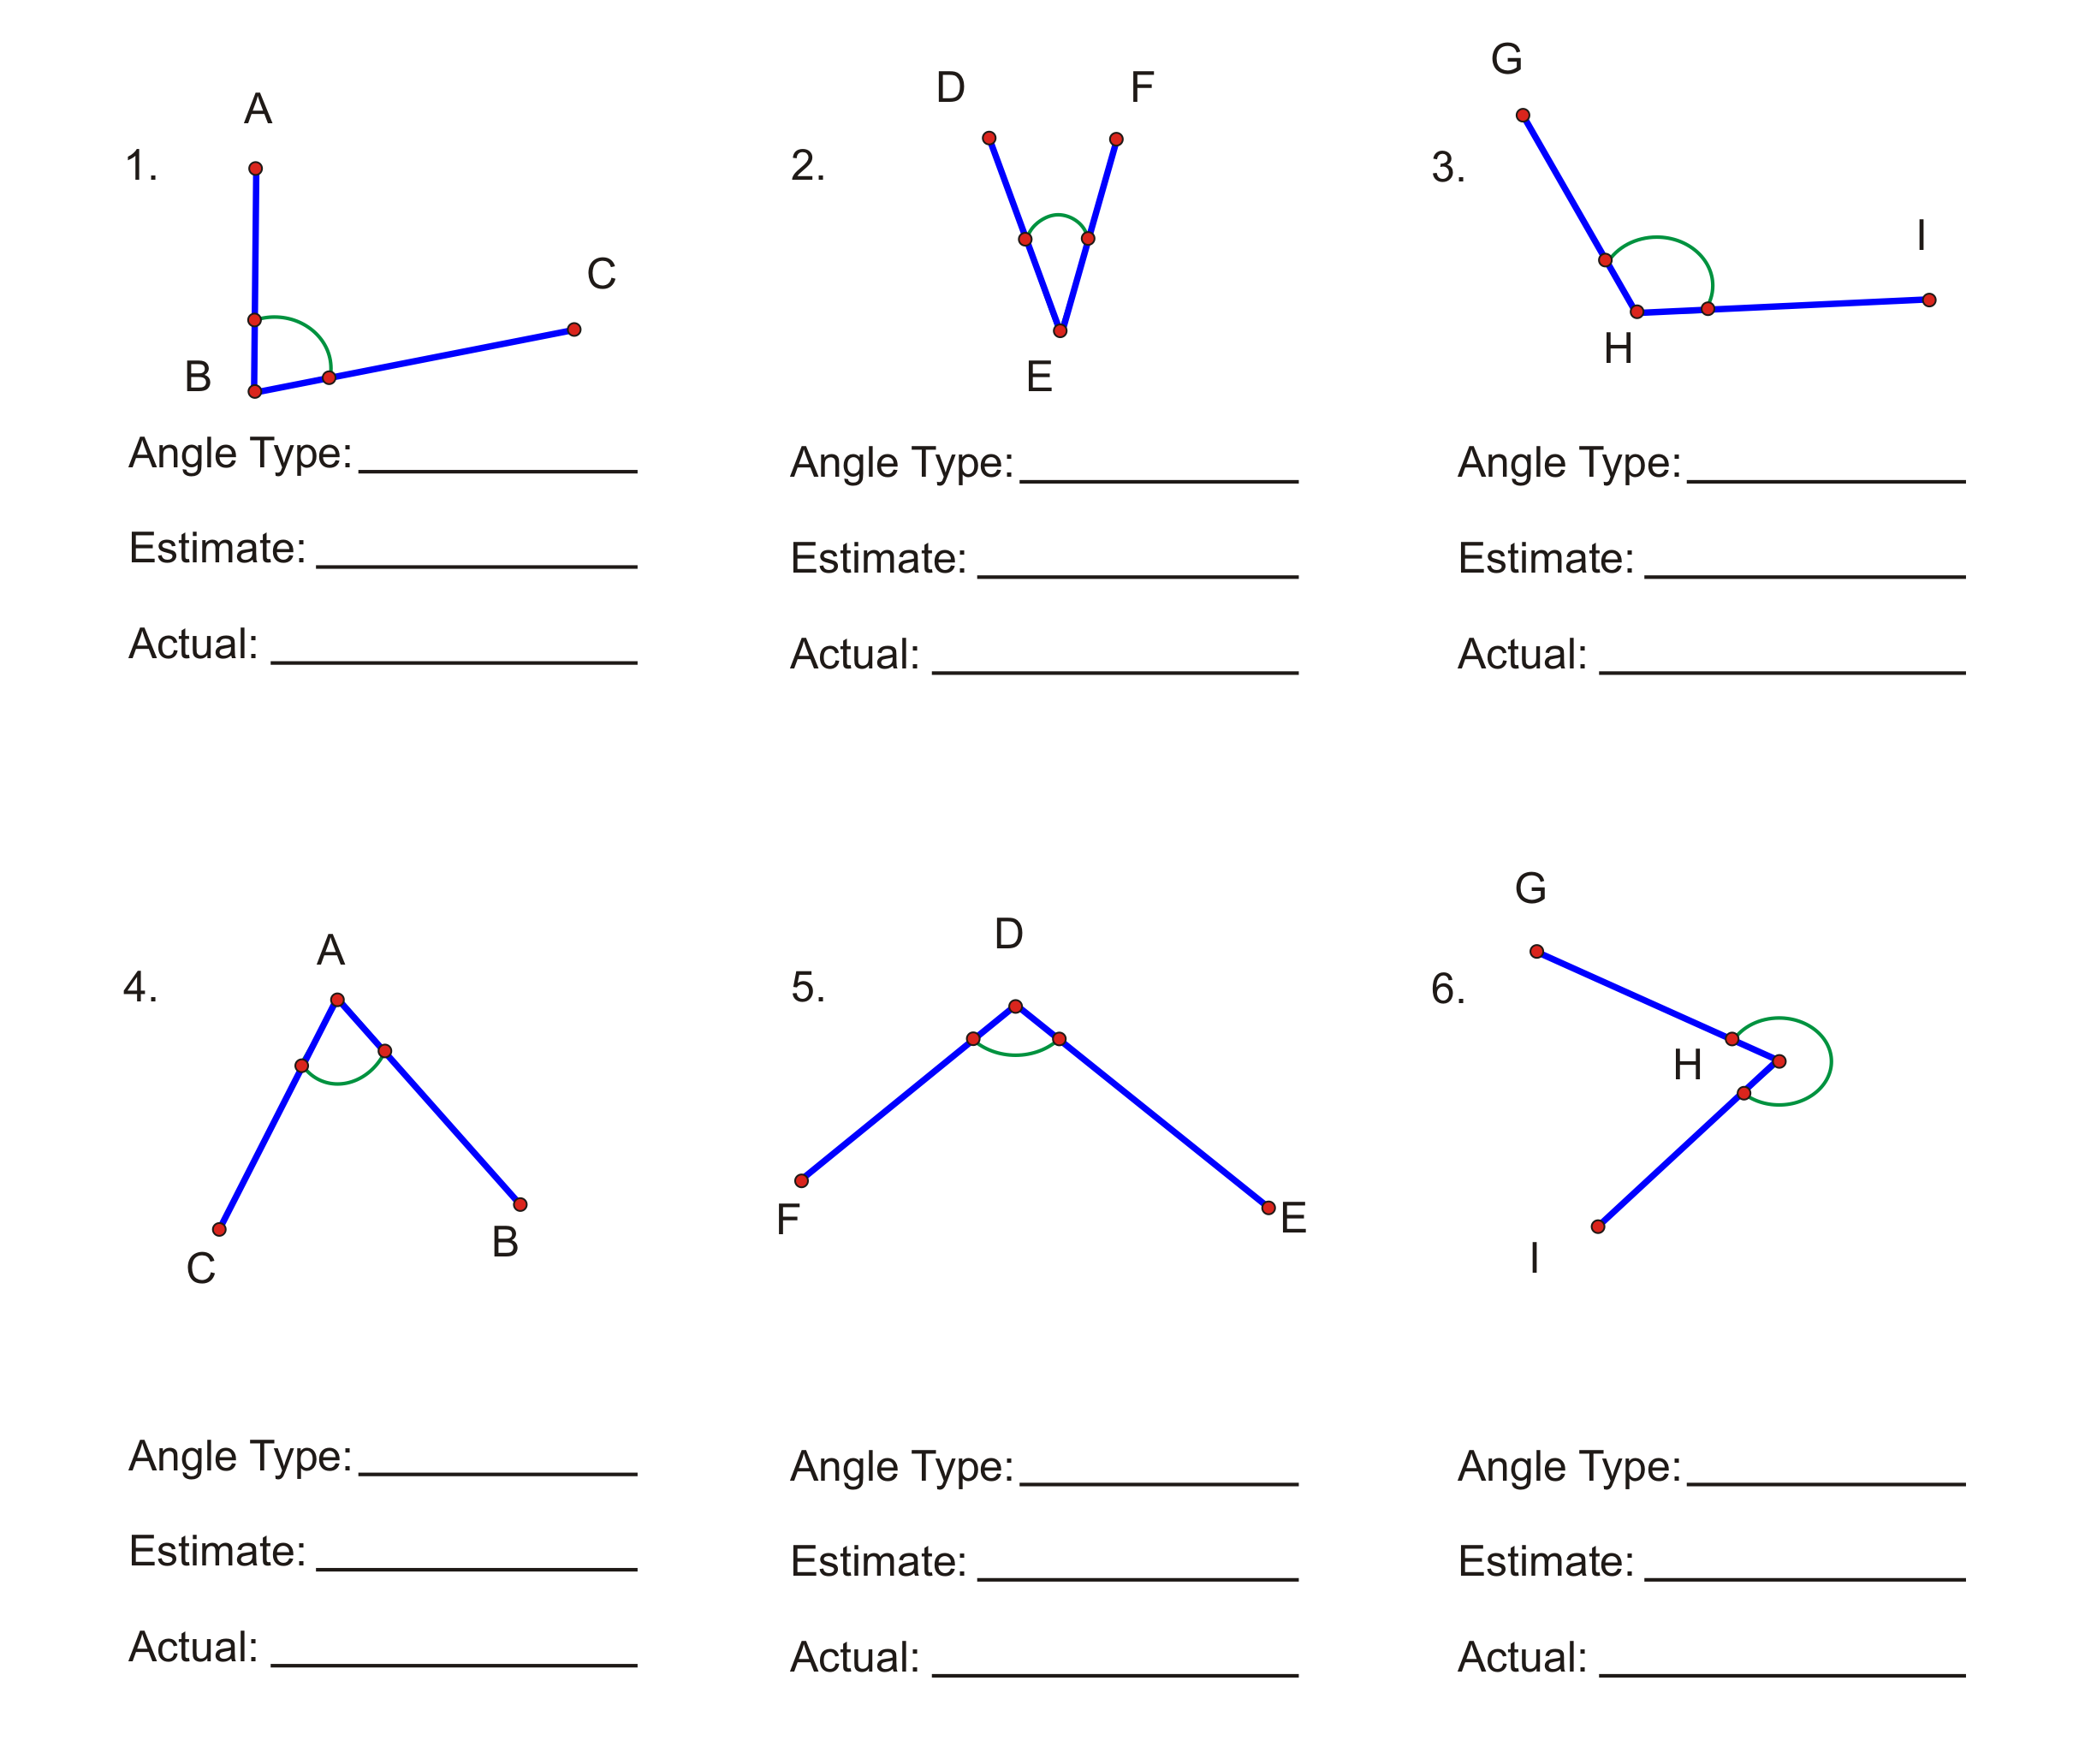 G
D F
A
1. 2. 3.
I
C
H
B E
Angle Type: Angle Type: Angle Type:
Estimate: Estimate: Estimate:
Actual: Actual: Actual:
G
D
A
4. 5. 6.
H
F E
B
C I
Angle Type: Angle Type: Angle Type:
Estimate: Estimate: Estimate:
Actual: Actual: Actual: